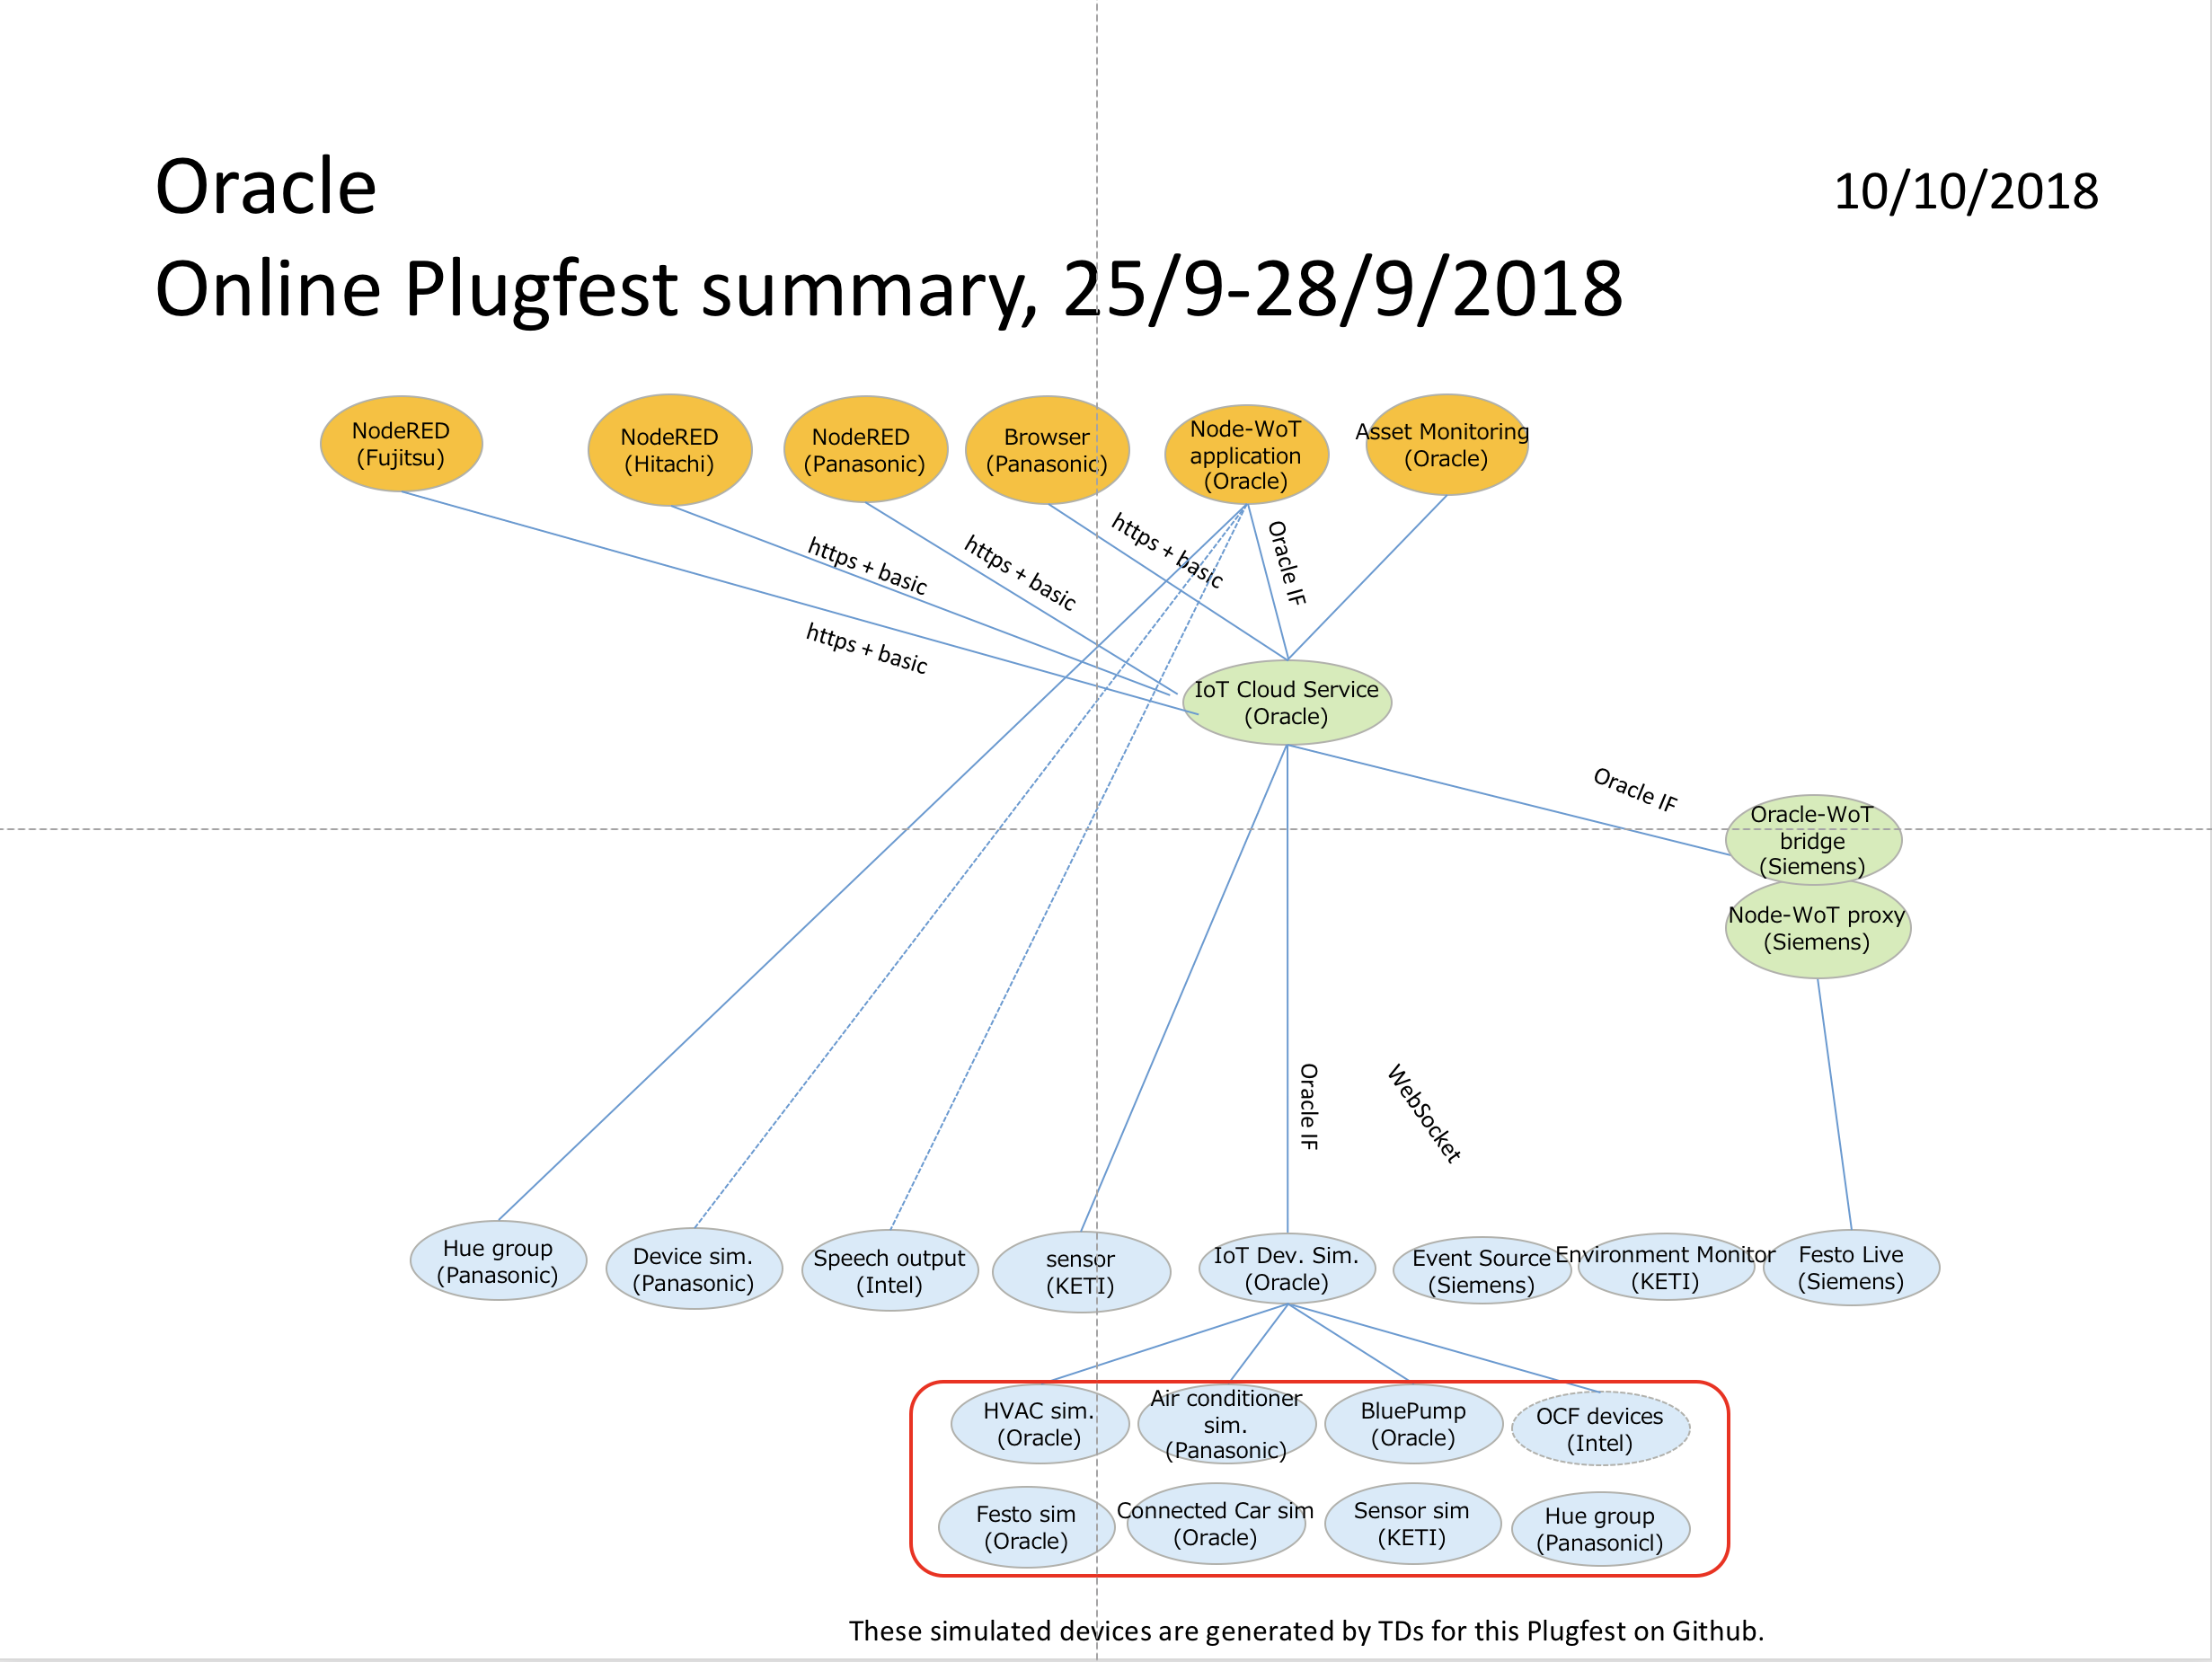 Oracle
10/10/2018
Online Plugfest summary, 25/9-28/9/2018
NodeRED
(Fujitsu)
NodeRED
(Hitachi)
NodeRED
(Panasonic)
Browser
(Panasonic)
Node-WoT
application
(Oracle)
Asset Monitoring
(Oracle)
https + basic
https + basic
https + basic
https + basic
Oracle IF
IoT Cloud Service
(Oracle)
Oracle IF
Oracle-WoT
bridge
(Siemens)
Node-WoT proxy
(Siemens)
Oracle IF
WebSocket
Hue group
(Panasonic)
Device sim.
(Panasonic)
Speech output
(Intel)
sensor
(KETI)
IoT Dev. Sim.
(Oracle)
Event Source
(Siemens)
Environment Monitor
(KETI)
Festo Live
(Siemens)
HVAC sim.
(Oracle)
Air conditioner
sim.
(Panasonic)
BluePump
(Oracle)
OCF devices
(Intel)
Festo sim
(Oracle)
Connected Car sim
(Oracle)
Sensor sim
(KETI)
Hue group
(Panasonicl)
These simulated devices are generated by TDs for this Plugfest on Github.